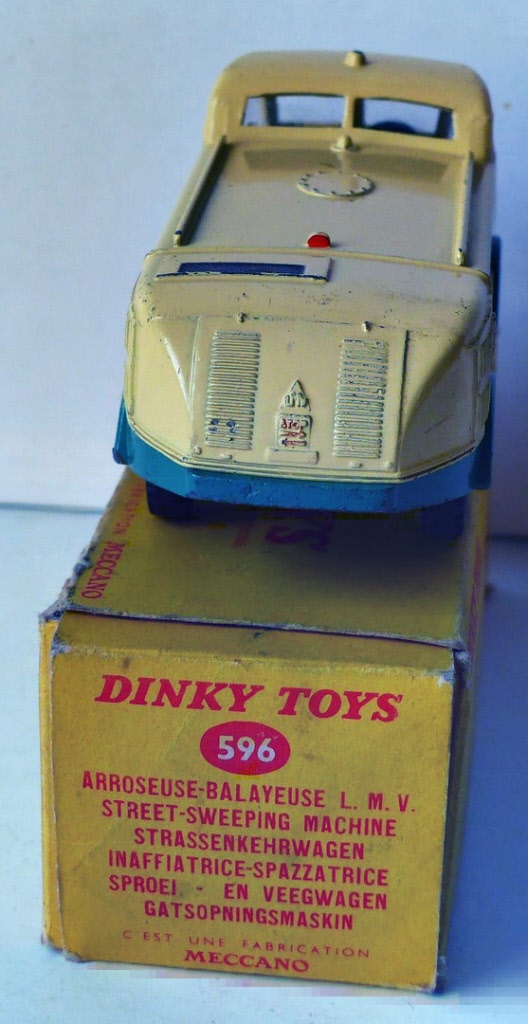 MECCANO
DINKY TOYS
596
ARROSEUSE-BALAYEUSE L. M. V.
STREET-SWEEPING MACHINE
STRASSENKEHRWAGEN
INAFFIATRICE-SPAZZATRICE
SPROEI - EN VEEGWAGEN
GATSOPNINGSMASKIN
C'EST UNE FABRICATION
MECCANO